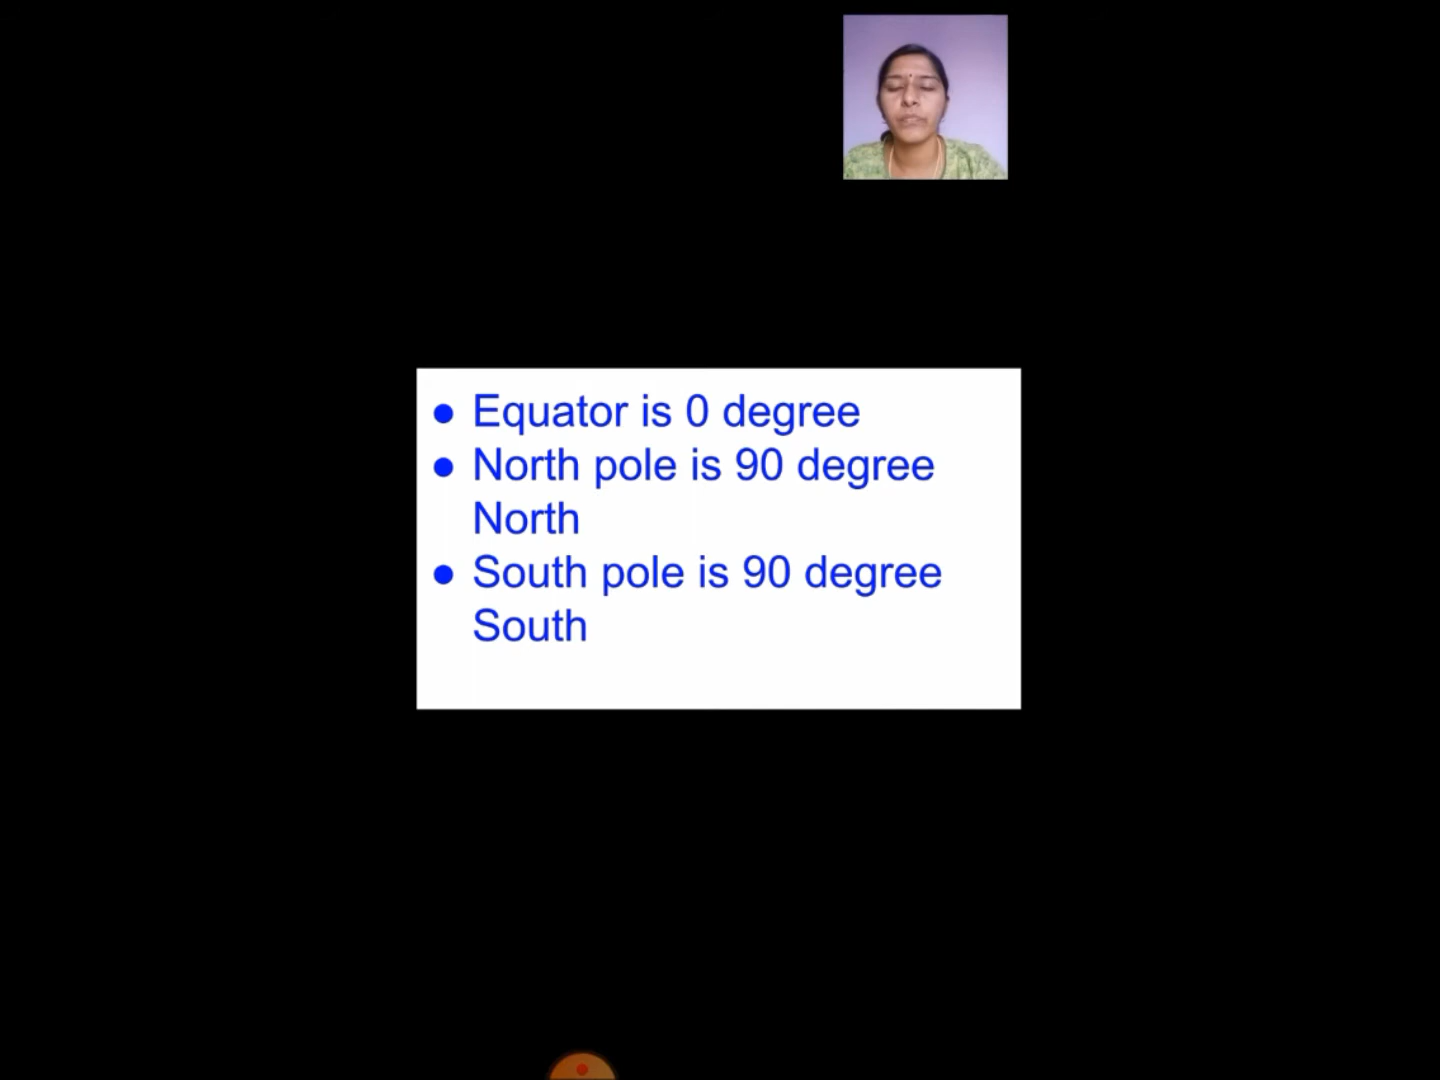 ● Equator is 0 degree
● North pole is 90 degree
North
● South pole is 90 degree
South